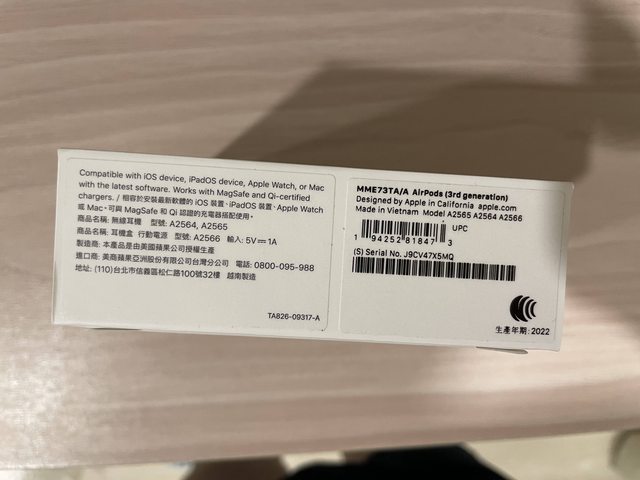 Compatible with iOS device, iPadOS device, Apple Watch, or Mac
with the latest software. Works with MagSafe and Qi-certified
chargers. / 相容於安裝最新軟體的 iOS 裝置、iPadOS 裝置、Apple Watch
或 Mac。可與 MagSafe 和 Qi 認證的充電器搭配使用。
商品名稱: 無線耳機 型號: A2564, A2565
商品名稱: 耳機盒 行動電源 型號: A2566 輸入: 5V⎓1A
製造商: 本產品是由美國蘋果公司授權生產
進口商: 美商蘋果亞洲股份有限公司台灣分公司 電話: 0800-095-988
地址: (110)台北市信義區松仁路100號32樓 越南製造
TA826-09317-A
MME73TA/A AirPods (3rd generation)
Designed by Apple in California apple.com
Made in Vietnam Model A2565 A2564 A2566
UPC
1 94252 81847 3
(S) Serial No. J9CV47X5MQ
生產年期: 2022